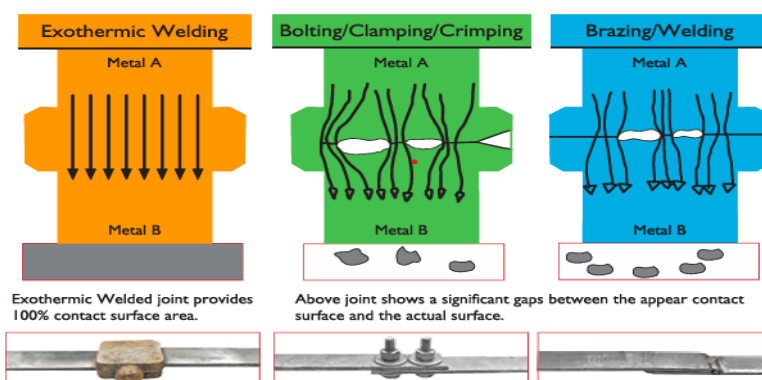 Exothermic Welding
Metal A
Metal B
Exothermic Welded joint provides
100% contact surface area.
Bolting/Clamping/Crimping
Metal A
Metal B
Brazing/Welding
Metal A
Metal B
Above joint shows a significant gaps between the appear contact
surface and the actual surface.